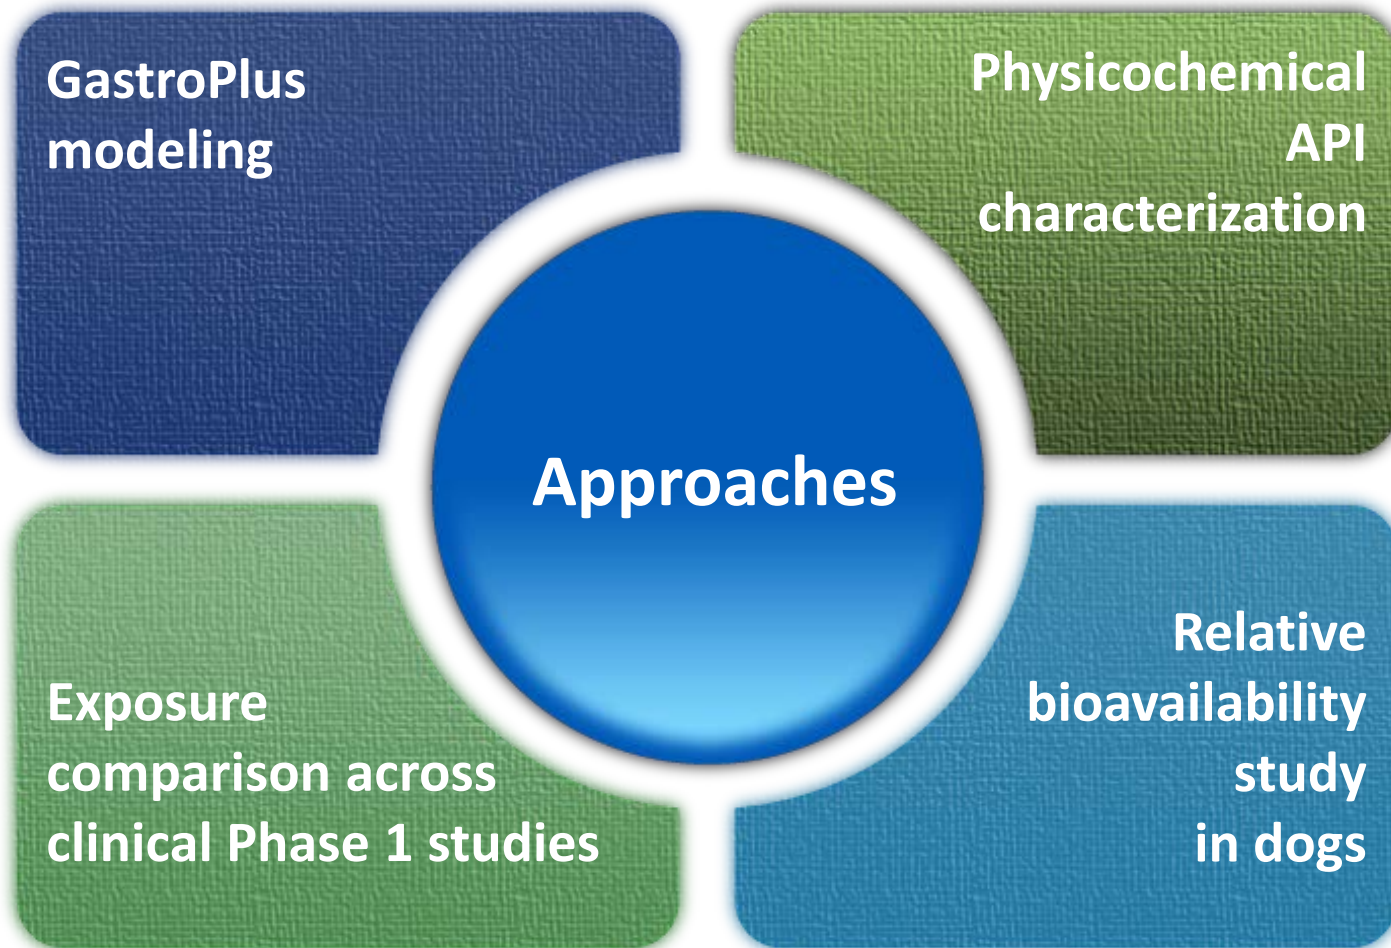 GastroPlus
modeling
Physicochemical
API
characterization
Approaches
Exposure
comparison across
clinical Phase 1 studies
Relative
bioavailability
study
in dogs